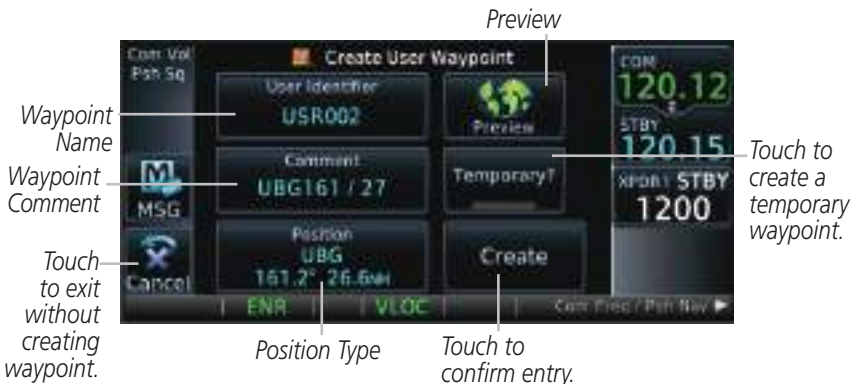 Preview
Com Vol
Psh Sq
Create User Waypoint
User Identifier
USR002
Preview
COM
120.12
STBY
120.15
Waypoint
Name
Waypoint
Comment
MSG
Comment
UBG161 / 27
Temporary?
XPDR1 STBY
1200
Touch to
create a
temporary
waypoint.
Touch
to exit
without
creating
waypoint.
Cancel
Position
UBG
161.2° 26.6NM
Create
ENR
VLOC
Com Freq / Psh Nav
Position Type
Touch to
confirm entry.